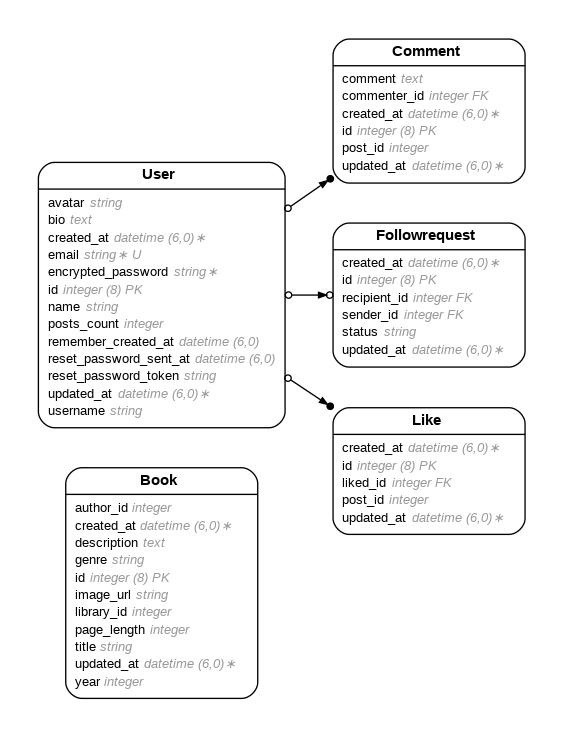 Comment
comment text
commenter_id integer FK
created_at datetime (6,0)∗
id integer (8) PK
post_id integer
updated_at datetime (6,0)∗
User
avatar string
bio text
created_at datetime (6,0)∗
email string∗ U
encrypted_password string∗
id integer (8) PK
name string
posts_count integer
remember_created_at datetime (6,0)
reset_password_sent_at datetime (6,0)
reset_password_token string
updated_at datetime (6,0)∗
username string
Followrequest
created_at datetime (6,0)∗
id integer (8) PK
recipient_id integer FK
sender_id integer FK
status string
updated_at datetime (6,0)∗
Like
created_at datetime (6,0)∗
id integer (8) PK
liked_id integer FK
post_id integer
updated_at datetime (6,0)∗
Book
author_id integer
created_at datetime (6,0)∗
description text
genre string
id integer (8) PK
image_url string
library_id integer
page_length integer
title string
updated_at datetime (6,0)∗
year integer